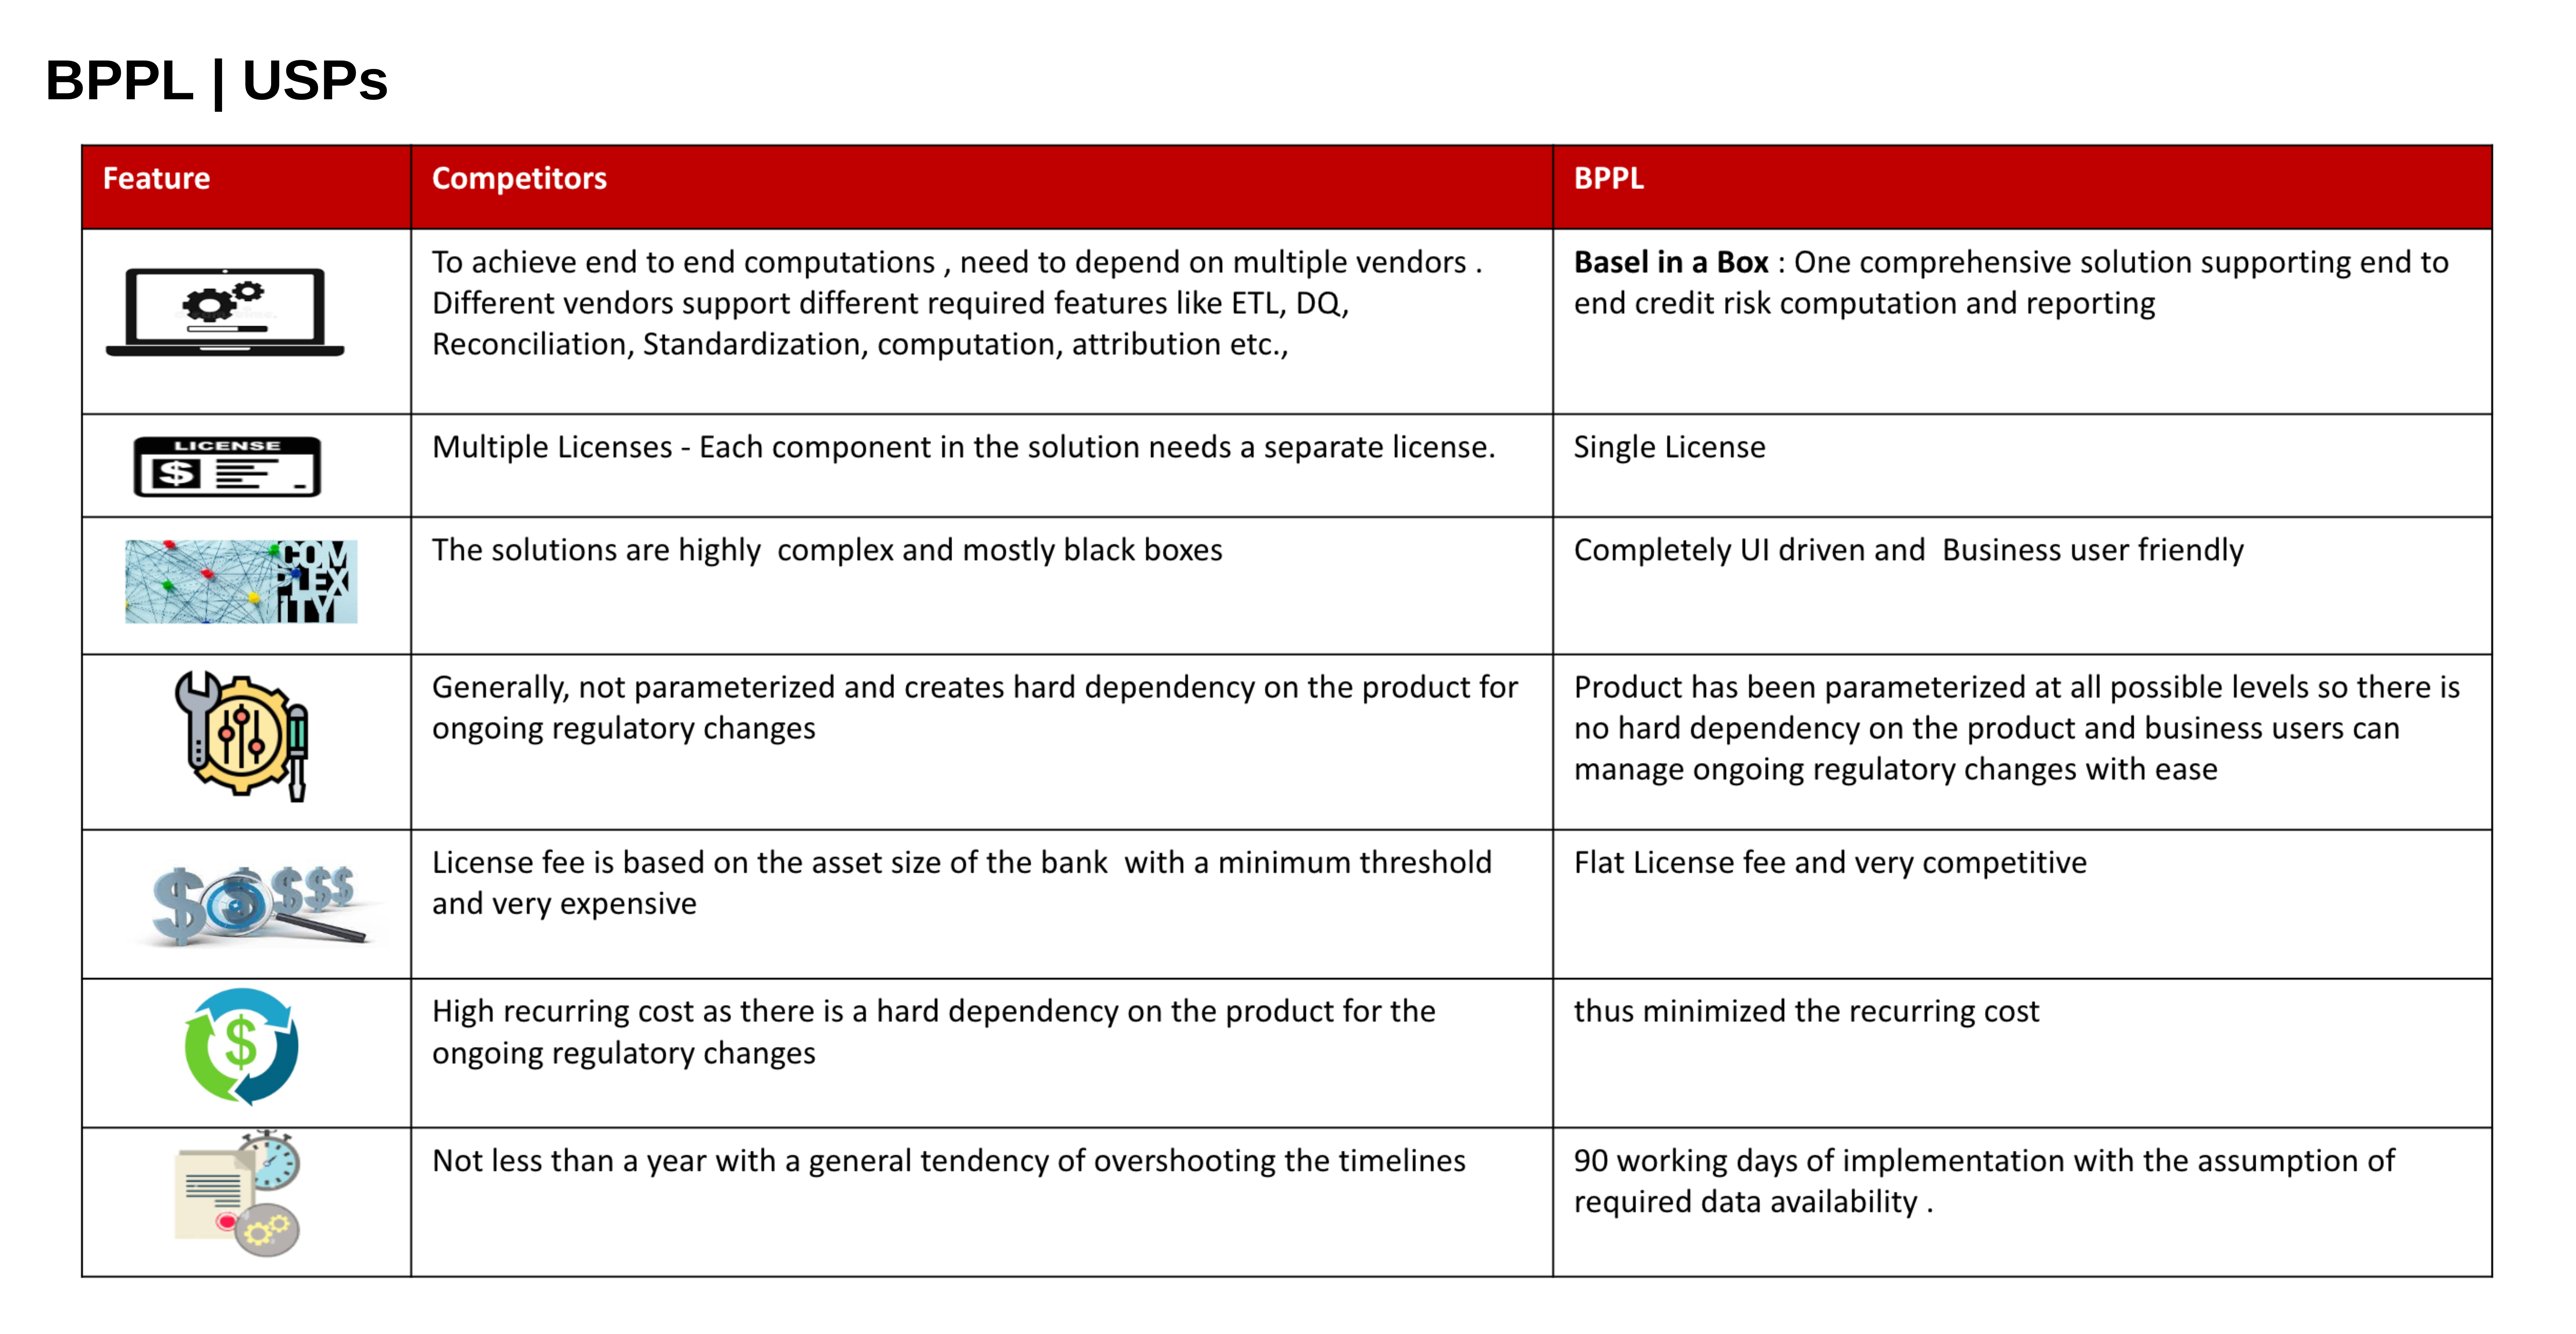 BPPL | USPs
Feature
Competitors
BPPL
To achieve end to end computations , need to depend on multiple vendors .
Different vendors support different required features like ETL, DQ,
Reconciliation, Standardization, computation, attribution etc.,
Basel in a Box : One comprehensive solution supporting end to
end credit risk computation and reporting
LICENSE
$
Multiple Licenses - Each component in the solution needs a separate license.
Single License
COM
PLEX
ITY
The solutions are highly  complex and mostly black boxes
Completely UI driven and  Business user friendly
Generally, not parameterized and creates hard dependency on the product for
ongoing regulatory changes
Product has been parameterized at all possible levels so there is
no hard dependency on the product and business users can
manage ongoing regulatory changes with ease
$ $ $$$
License fee is based on the asset size of the bank  with a minimum threshold
and very expensive
Flat License fee and very competitive
$
High recurring cost as there is a hard dependency on the product for the
ongoing regulatory changes
thus minimized the recurring cost
Not less than a year with a general tendency of overshooting the timelines
90 working days of implementation with the assumption of
required data availability .